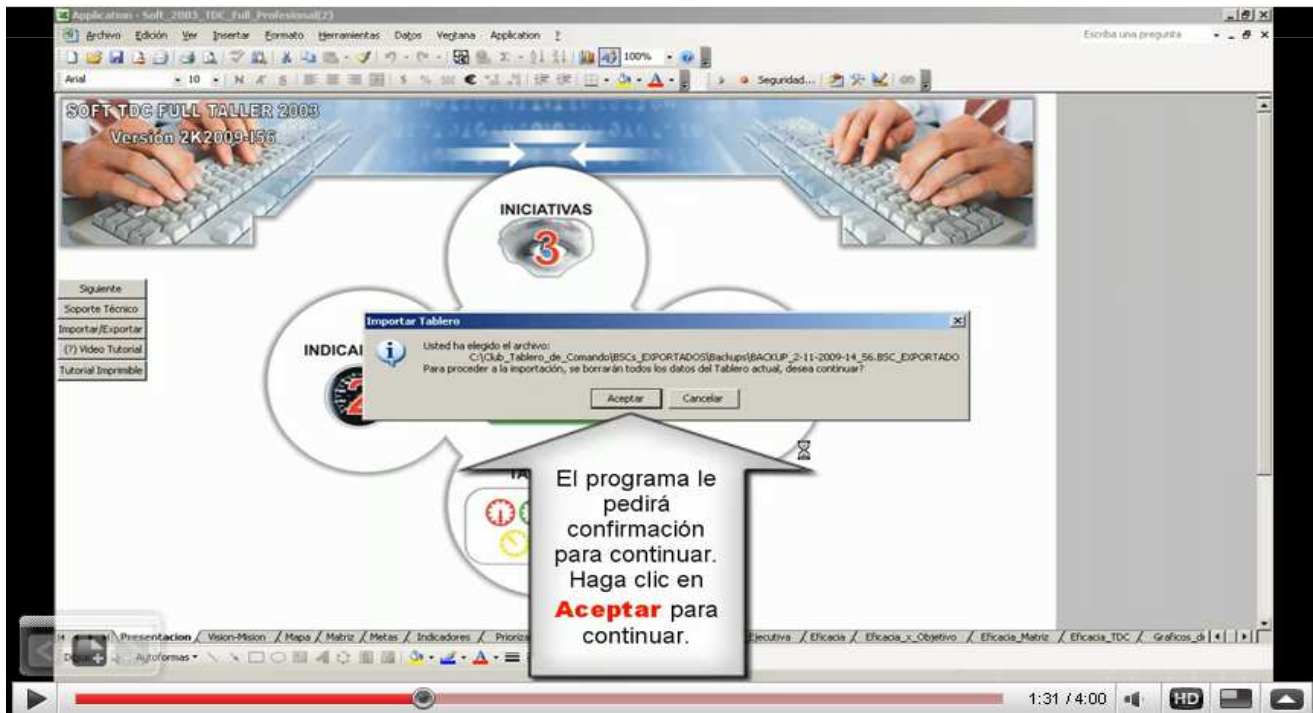 Application - Soft_2003_TDC_Full_Profesional(2)
Archivo Edición Ver Insertar Formato Herramientas Datos Ventana Application ?
Escriba una pregunta
100%
Arial
10
N K S
Seguridad...
SOFT TDC FULL TALLER 2003
Versión 2K2009-I56
INICIATIVAS
3
Siguiente
Soporte Técnico
Importar/Exportar
(?) Video Tutorial
Tutorial Imprimible
INDICA
2
Importar Tablero
Usted ha elegido el archivo:
C:\Club_Tablero_de_Comando\BSCs_EXPORTADOS\Backups\BACKUP_2-11-2009-14_56.BSC_EXPORTADO
Para proceder a la importación, se borrarán todos los datos del Tablero actual, desea continuar?
Aceptar
Cancelar
TA
El programa le
pedirá
confirmación
para continuar.
Haga clic en
Aceptar para
continuar.
Presentacion / Vision-Mision / Mapa / Matriz / Metas / Indicadores / Prioriza
Ejecutiva / Eficacia / Eficacia_x_Objetivo / Eficacia_Matriz / Eficacia_TDC / Graficos_d
Autoformas
1:31 / 4:00
HD